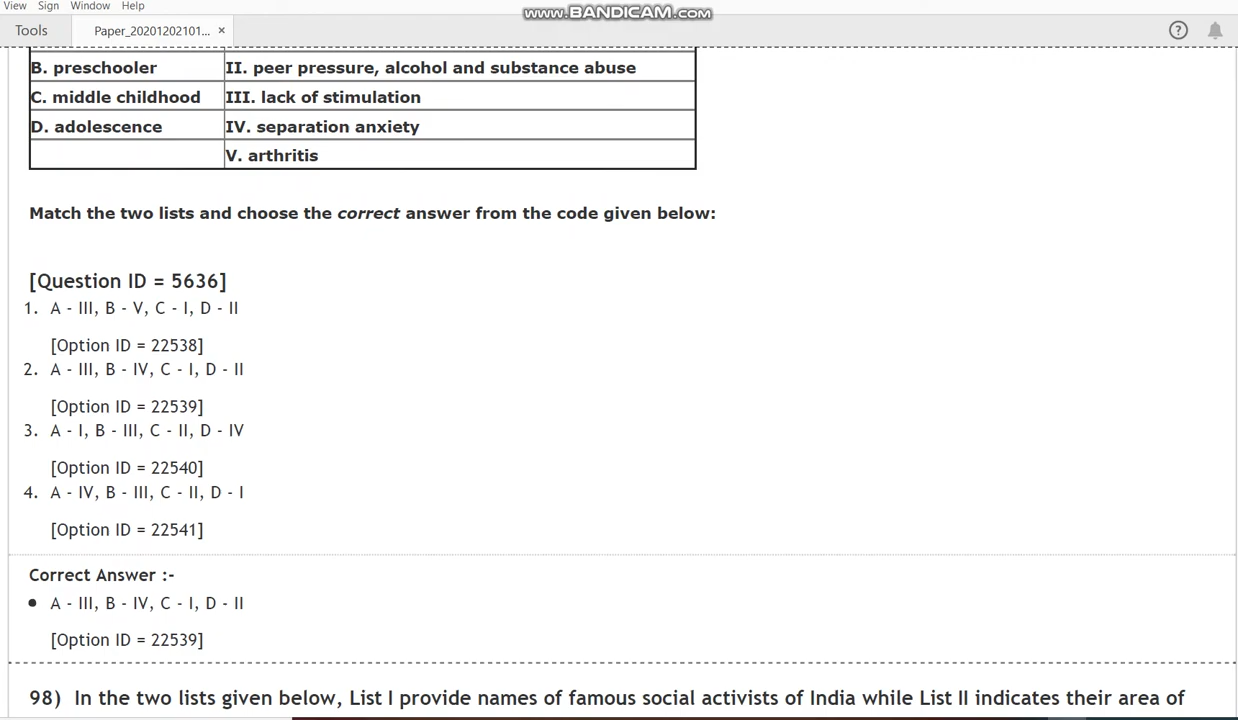 View Sign Window Help
www.BANDICAM.com
Tools Paper_20201202101... ×
B. preschooler II. peer pressure, alcohol and substance abuse
C. middle childhood III. lack of stimulation
D. adolescence IV. separation anxiety
V. arthritis
Match the two lists and choose the correct answer from the code given below:
[Question ID = 5636]
1. A - III, B - V, C - I, D - II
[Option ID = 22538]
2. A - III, B - IV, C - I, D - II
[Option ID = 22539]
3. A - I, B - III, C - II, D - IV
[Option ID = 22540]
4. A - IV, B - III, C - II, D - I
[Option ID = 22541]
Correct Answer :-
• A - III, B - IV, C - I, D - II
[Option ID = 22539]
98) In the two lists given below, List I provide names of famous social activists of India while List II indicates their area of